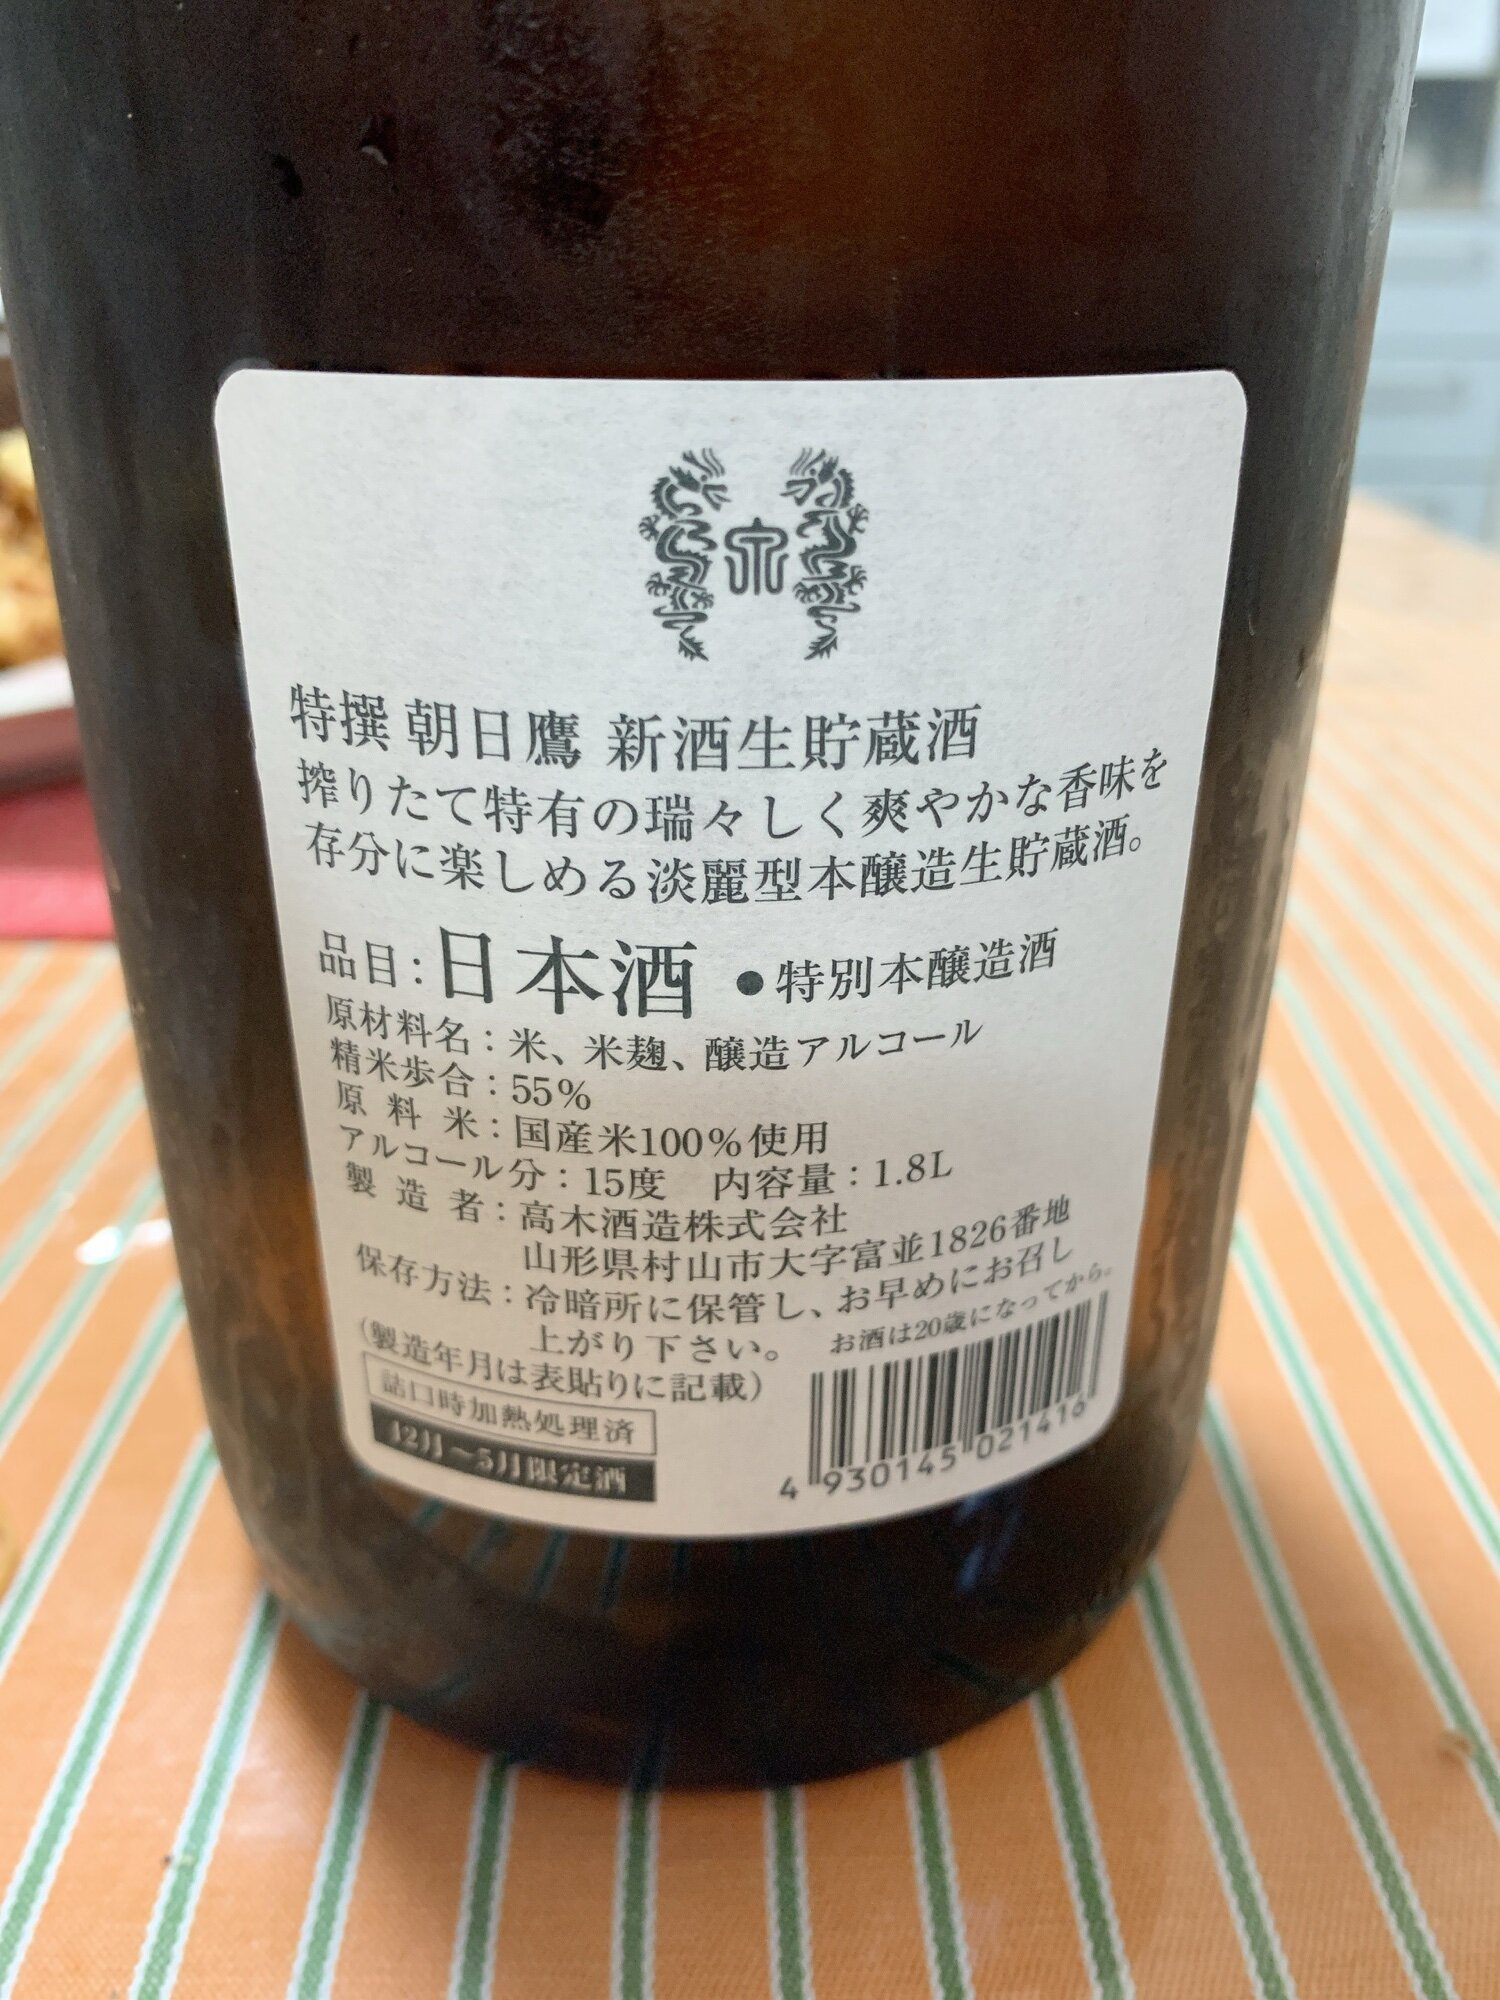 特撰 朝日鷹 新酒生貯蔵酒
搾りたて特有の瑞々しく爽やかな香味を
存分に楽しめる淡麗型本醸造生貯蔵酒。
品目：日本酒 ●特別本醸造酒
原材料名：米、米麹、醸造アルコール
精米歩合：55%
原料米：国産米100%使用
アルコール分：15度 内容量：1.8L
製造者：高木酒造株式会社
山形県村山市大字富並1826番地
保存方法：冷暗所に保管し、お早めにお召し
上がり下さい。
お酒は20歳になってから。
(製造年月は表貼りに記載)
詰口時加熱処理済
12月～5月限定酒
4 930145 021416